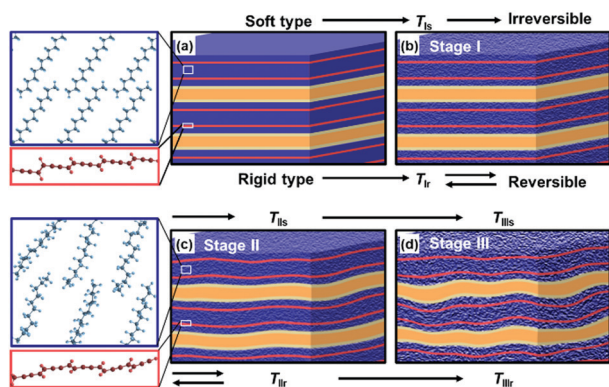 Soft type T_Is Irreversible
(a)
(b) Stage I
Rigid type T_Ir Reversible
T_IIs T_IIIs
(c) Stage II
(d) Stage III
T_IIr T_IIIr